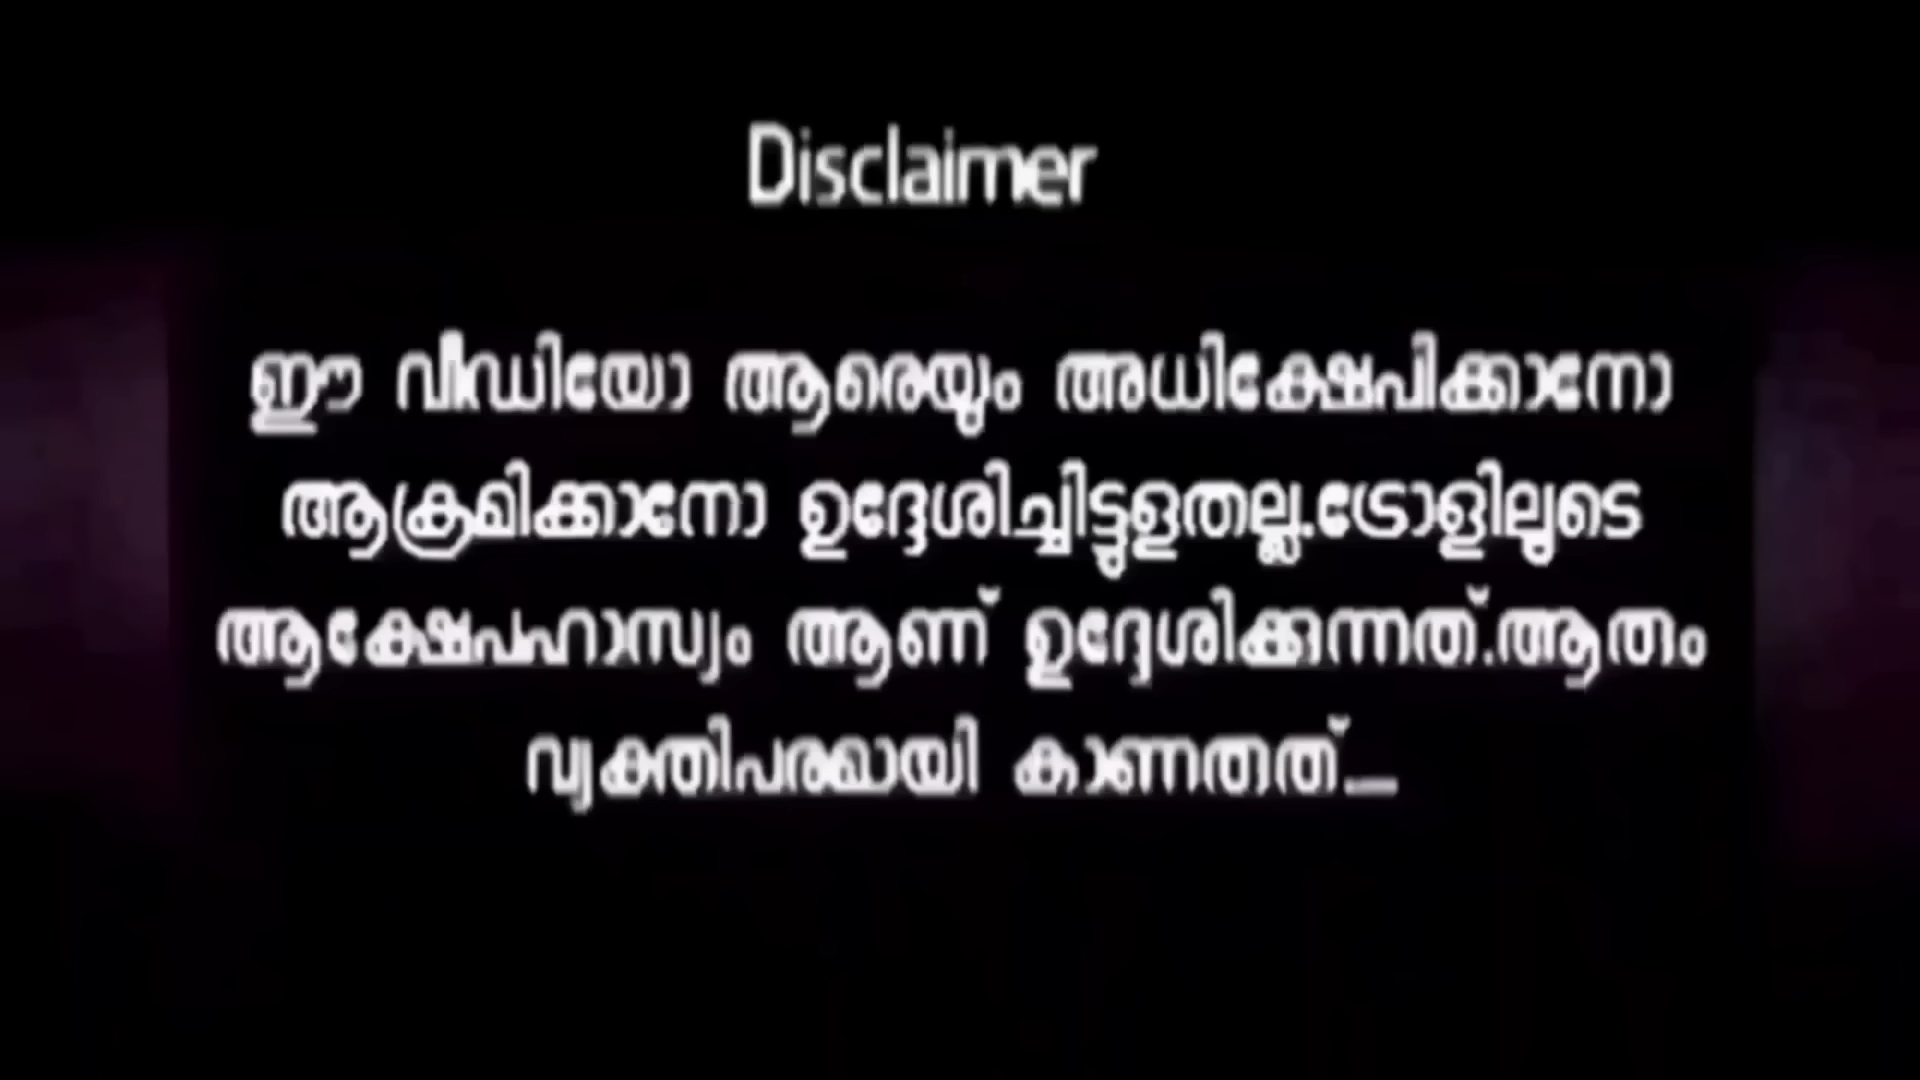 Disclaimer
ഈ വീഡിയോ ആരെയും അധിക്ഷേപിക്കാനോ
ആക്രമിക്കാനോ ഉദ്ദേശിച്ചിട്ടുളതല്ല.ട്രോളിലുടെ
ആക്ഷേപഹാസ്യം ആണ് ഉദ്ദേശിക്കുന്നത്.ആരും
വ്യക്തിപരമായി കാണരുത്...